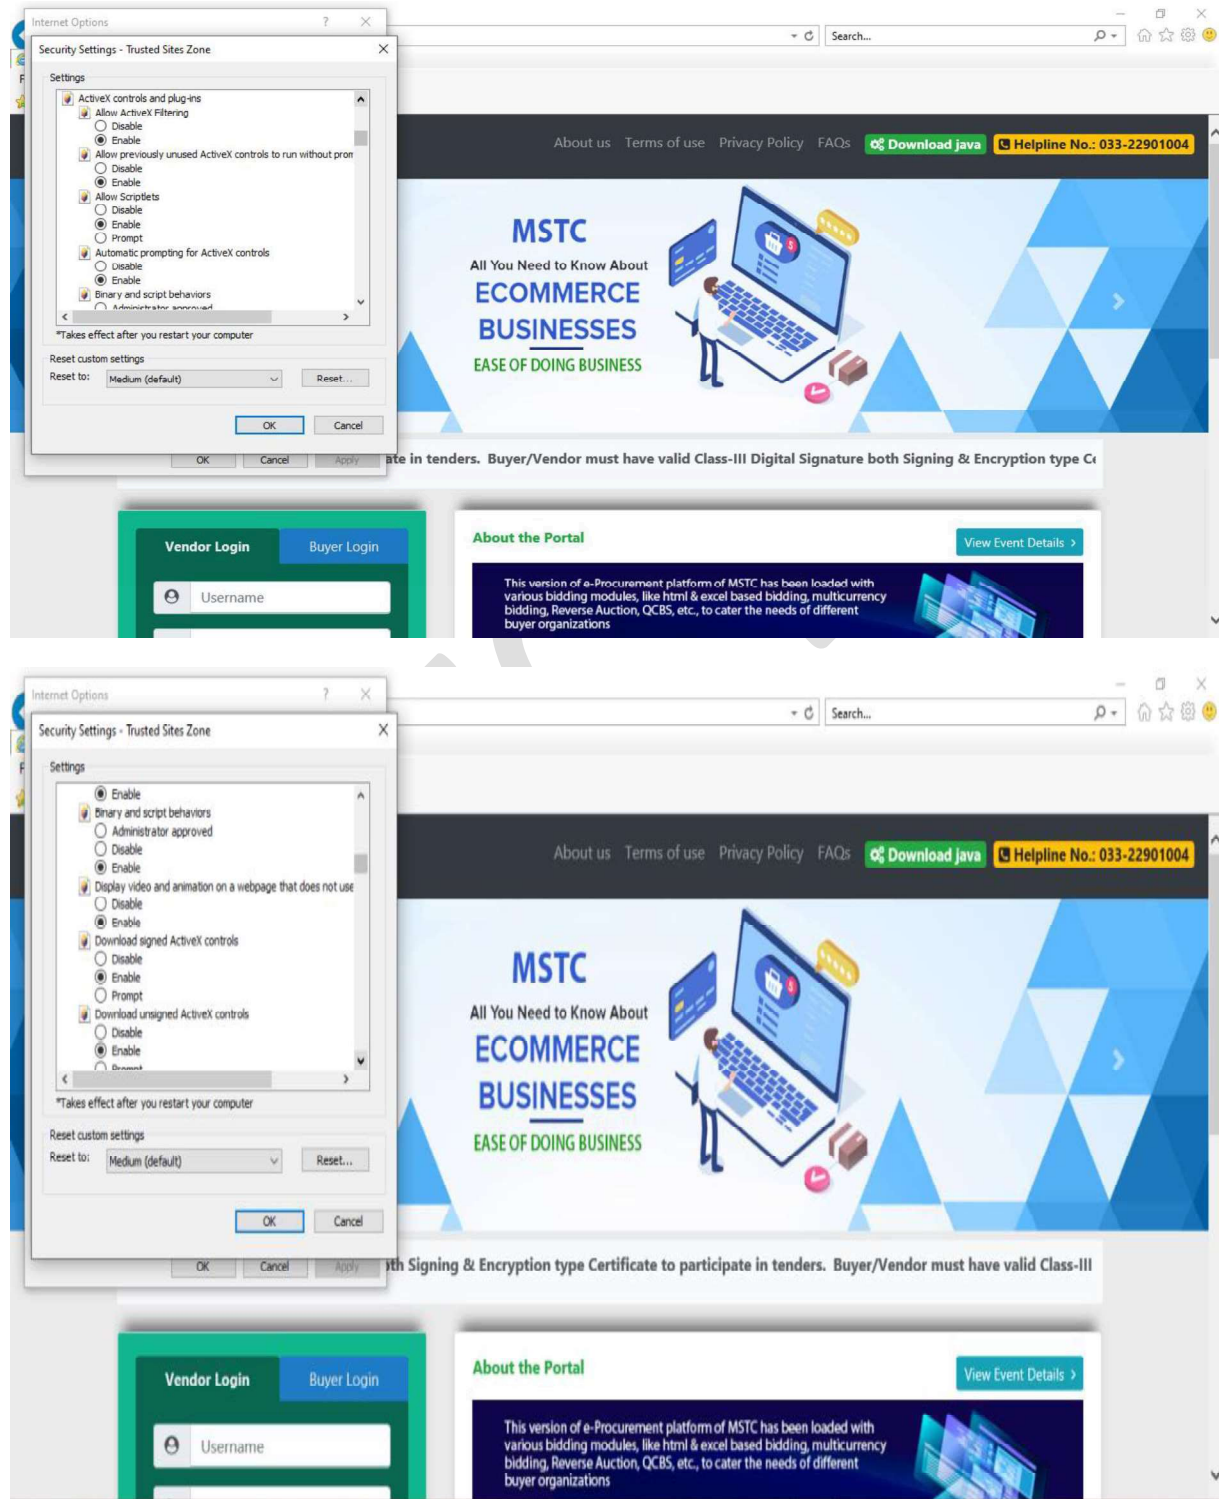 Internet Options ? X
Search...
Security Settings - Trusted Sites Zone
Settings
ActiveX controls and plug-ins
Allow ActiveX Filtering
Disable
Enable
Allow previously unused ActiveX controls to run without prom
Disable
Enable
Allow Scriptlets
Disable
Enable
Prompt
Automatic prompting for ActiveX controls
Disable
Enable
Binary and script behaviors
Administrator approved
*Takes effect after you restart your computer
Reset custom settings
Reset to: Medium (default) Reset...
OK Cancel
OK Cancel Apply
About us Terms of use Privacy Policy FAQs Download java Helpline No.: 033-22901004
MSTC
All You Need to Know About
ECOMMERCE
BUSINESSES
EASE OF DOING BUSINESS
ate in tenders. Buyer/Vendor must have valid Class-III Digital Signature both Signing & Encryption type Ce
Vendor Login Buyer Login
Username
About the Portal
View Event Details >
This version of e-Procurement platform of MSTC has been loaded with
various bidding modules, like html & excel based bidding, multicurrency
bidding, Reverse Auction, QCBS, etc., to cater the needs of different
buyer organizations
Internet Options ? X
Search...
Security Settings - Trusted Sites Zone
Settings
Enable
Binary and script behaviors
Administrator approved
Disable
Enable
Display video and animation on a webpage that does not use
Disable
Enable
Download signed ActiveX controls
Disable
Enable
Prompt
Download unsigned ActiveX controls
Disable
Enable
Prompt
*Takes effect after you restart your computer
Reset custom settings
Reset to: Medium (default) Reset...
OK Cancel
OK Cancel Apply
About us Terms of use Privacy Policy FAQs Download java Helpline No.: 033-22901004
MSTC
All You Need to Know About
ECOMMERCE
BUSINESSES
EASE OF DOING BUSINESS
oth Signing & Encryption type Certificate to participate in tenders. Buyer/Vendor must have valid Class-III
Vendor Login Buyer Login
Username
About the Portal
View Event Details >
This version of e-Procurement platform of MSTC has been loaded with
various bidding modules, like html & excel based bidding, multicurrency
bidding, Reverse Auction, QCBS, etc., to cater the needs of different
buyer organizations